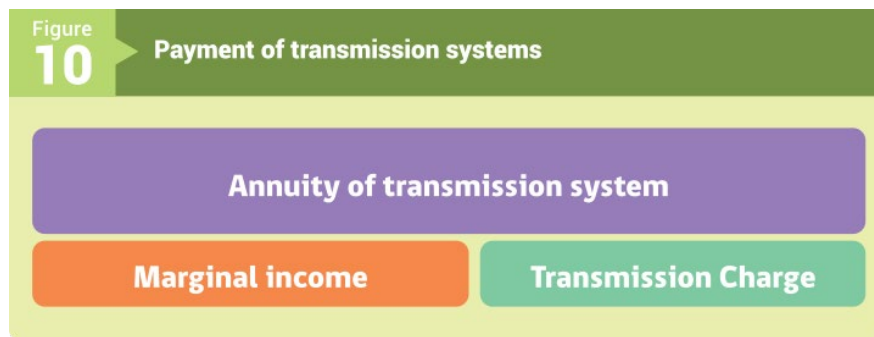 Figure
10
Payment of transmission systems
Annuity of transmission system
Marginal income
Transmission Charge